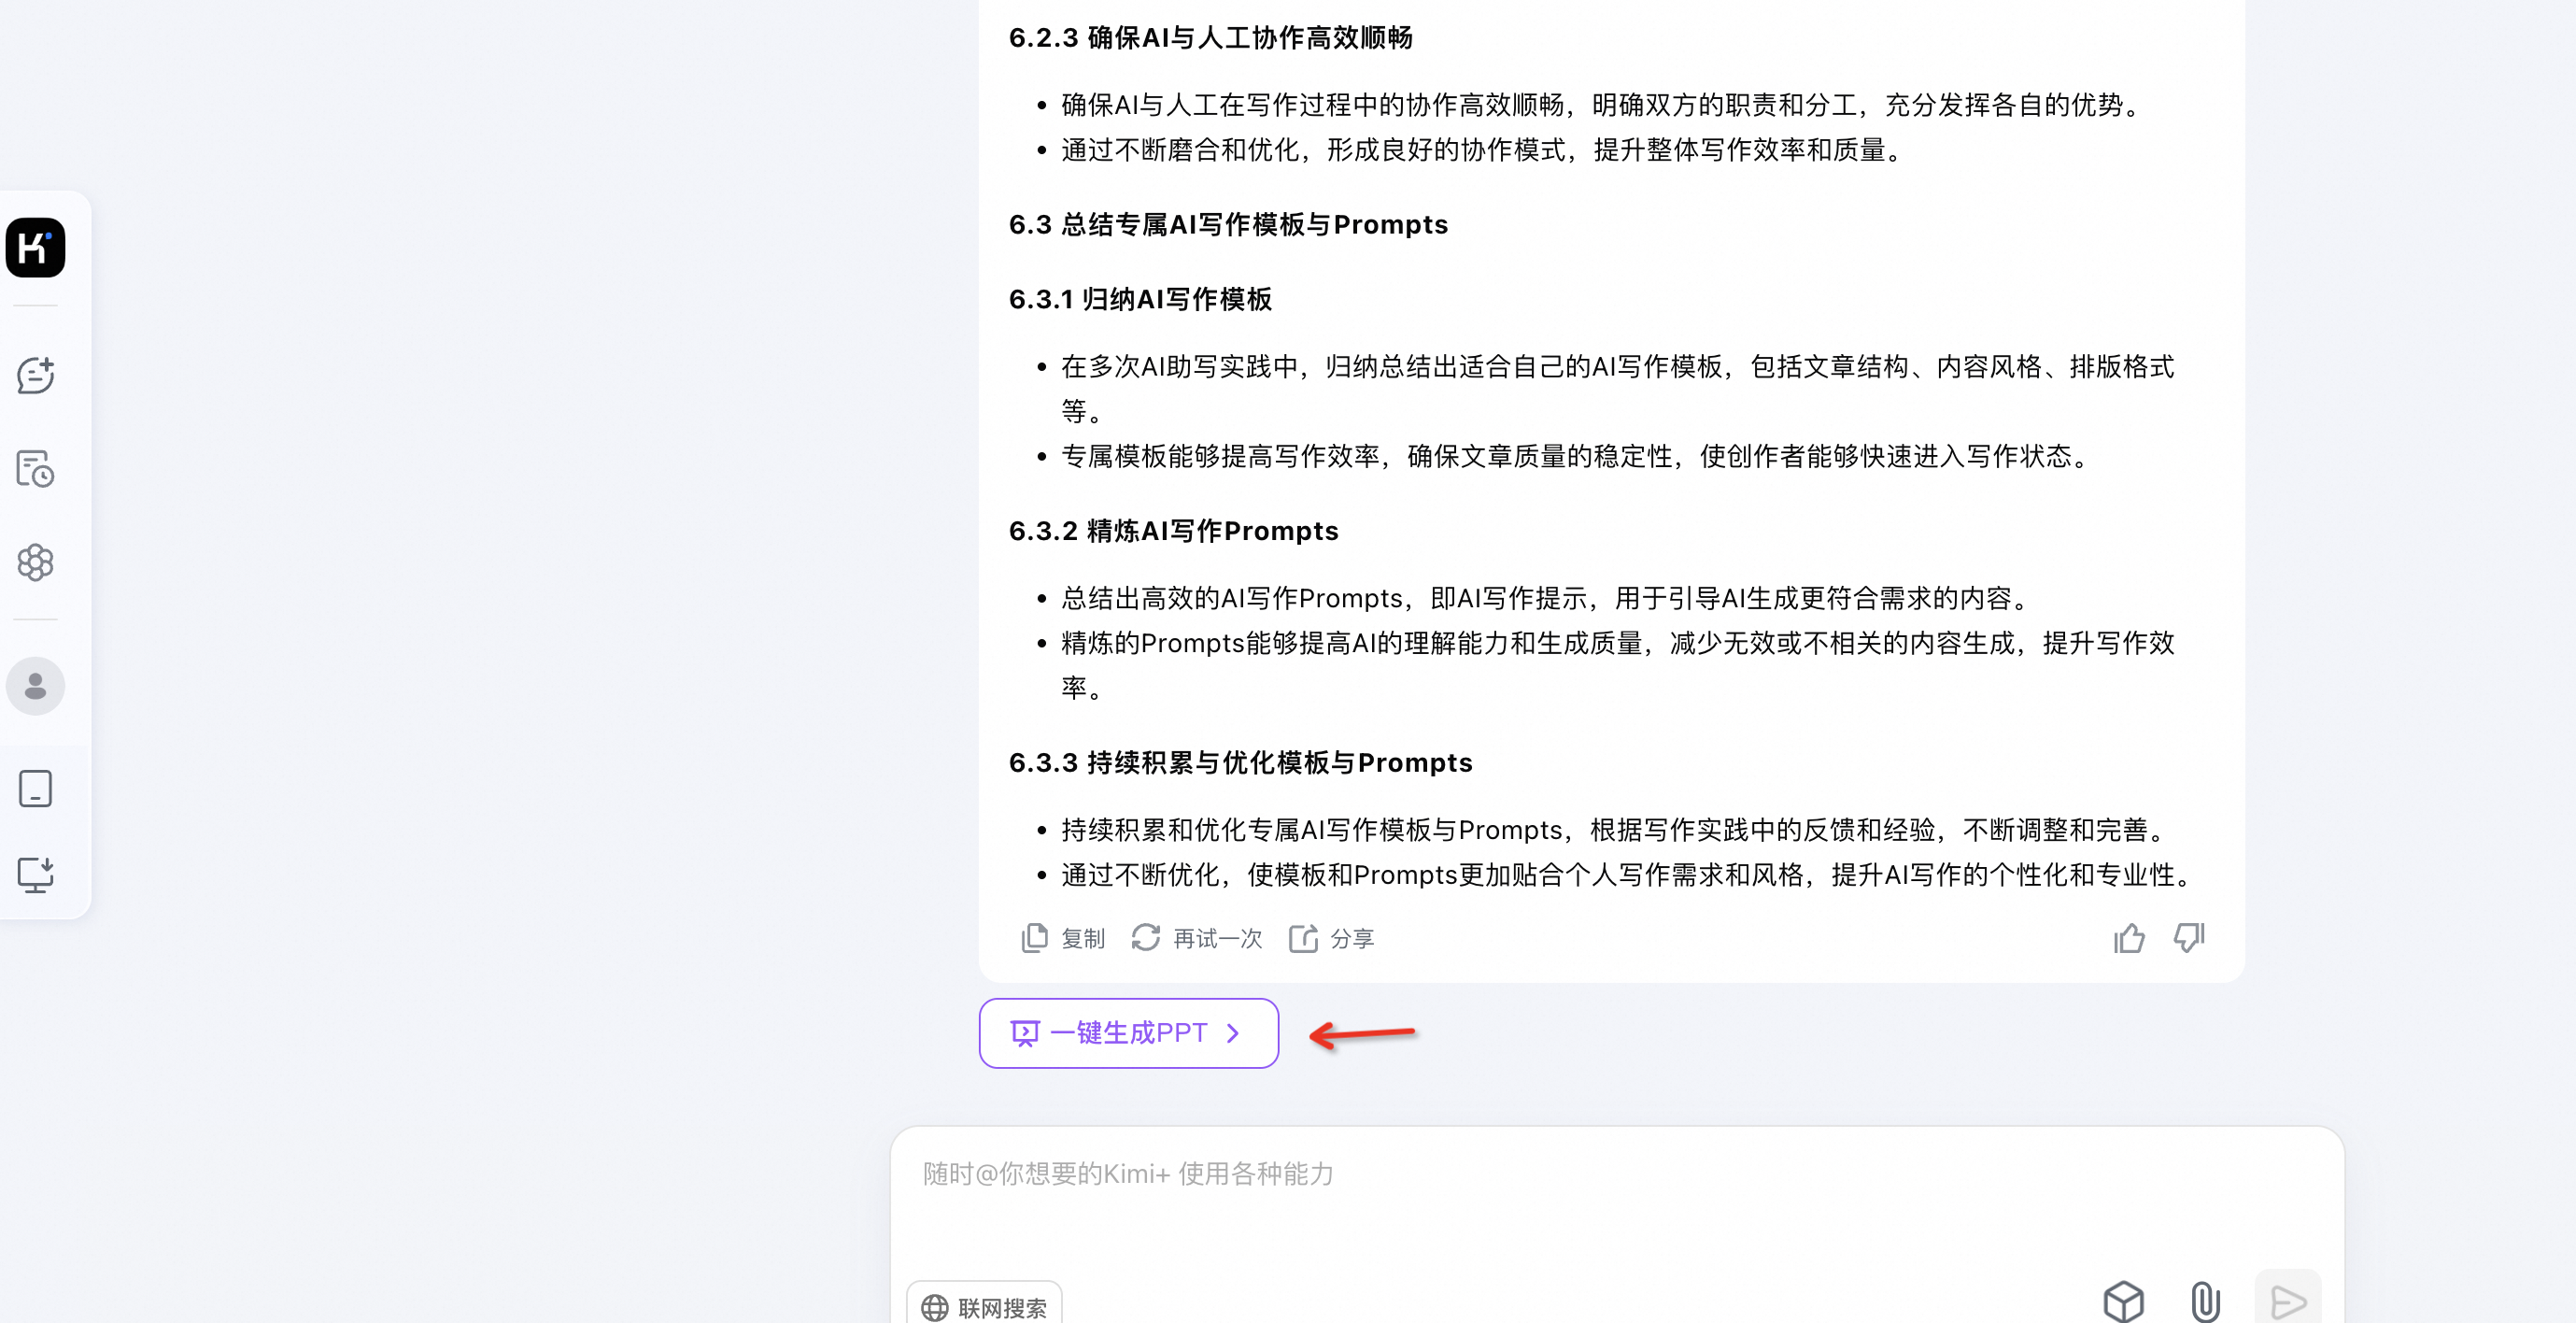 6.2.3 确保AI与人工协作高效顺畅
确保AI与人工在写作过程中的协作高效顺畅，明确双方的职责和分工，充分发挥各自的优势。
通过不断磨合和优化，形成良好的协作模式，提升整体写作效率和质量。
6.3 总结专属AI写作模板与Prompts
6.3.1 归纳AI写作模板
在多次AI助写实践中，归纳总结出适合自己的AI写作模板，包括文章结构、内容风格、排版格式
等。
专属模板能够提高写作效率，确保文章质量的稳定性，使创作者能够快速进入写作状态。
6.3.2 精炼AI写作Prompts
总结出高效的AI写作Prompts，即AI写作提示，用于引导AI生成更符合需求的内容。
精炼的Prompts能够提高AI的理解能力和生成质量，减少无效或不相关的内容生成，提升写作效
率。
6.3.3 持续积累与优化模板与Prompts
持续积累和优化专属AI写作模板与Prompts，根据写作实践中的反馈和经验，不断调整和完善。
通过不断优化，使模板和Prompts更加贴合个人写作需求和风格，提升AI写作的个性化和专业性。
复制 再试一次 分享
一键生成PPT
随时@你想要的Kimi+ 使用各种能力
联网搜索